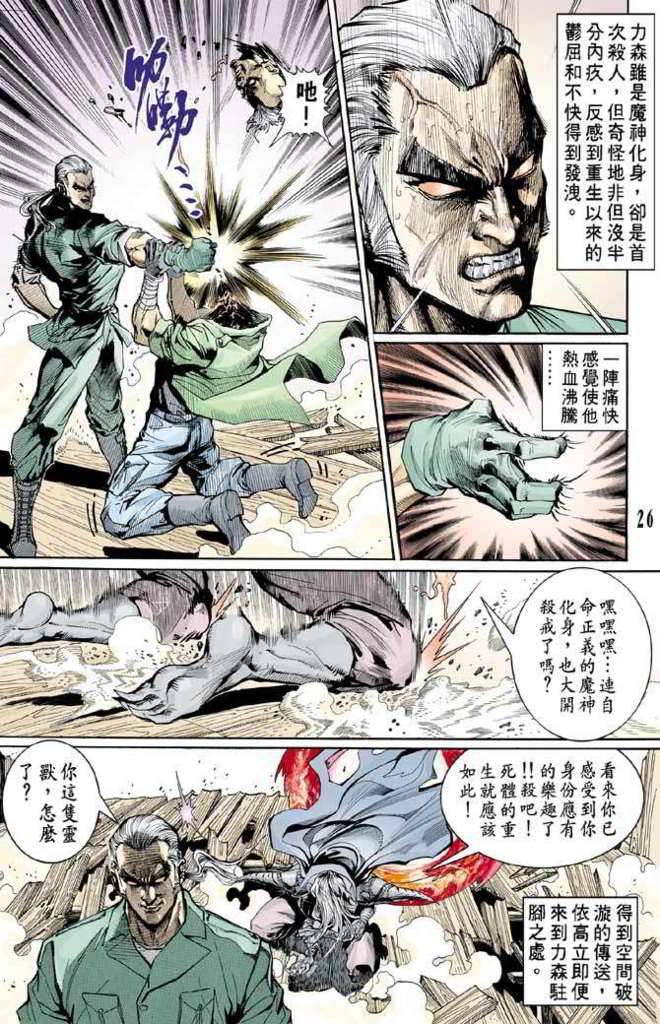 力森雖是魔神化身，卻是首
次殺人，但奇怪地非但沒半
分內疚，反感到重生以來的
鬱屈和不快得到發洩。
吔！
一陣痛快
感覺使他
熱血沸騰
……
26
嘿嘿嘿…連自
命正義的魔神
化身，也大開
殺戒了嗎？
看來你已
感受到你
身份應有
的樂趣了
!!殺吧！
死體的重
生就應該
如此！
你這隻靈
獸，怎麼
了？
得到空間破
漩的傳送，
依高立即便
來到力森駐
腳之處。